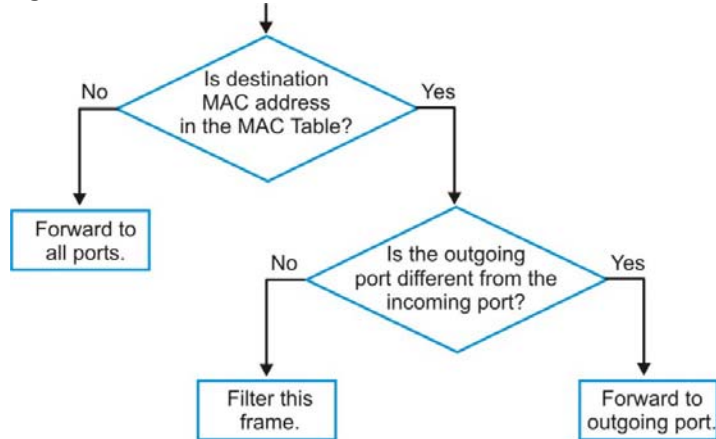 Is destination
MAC address
in the MAC Table?
No
Yes
Forward to
all ports.
Is the outgoing
port different from the
incoming port?
No
Yes
Filter this
frame.
Forward to
outgoing port.